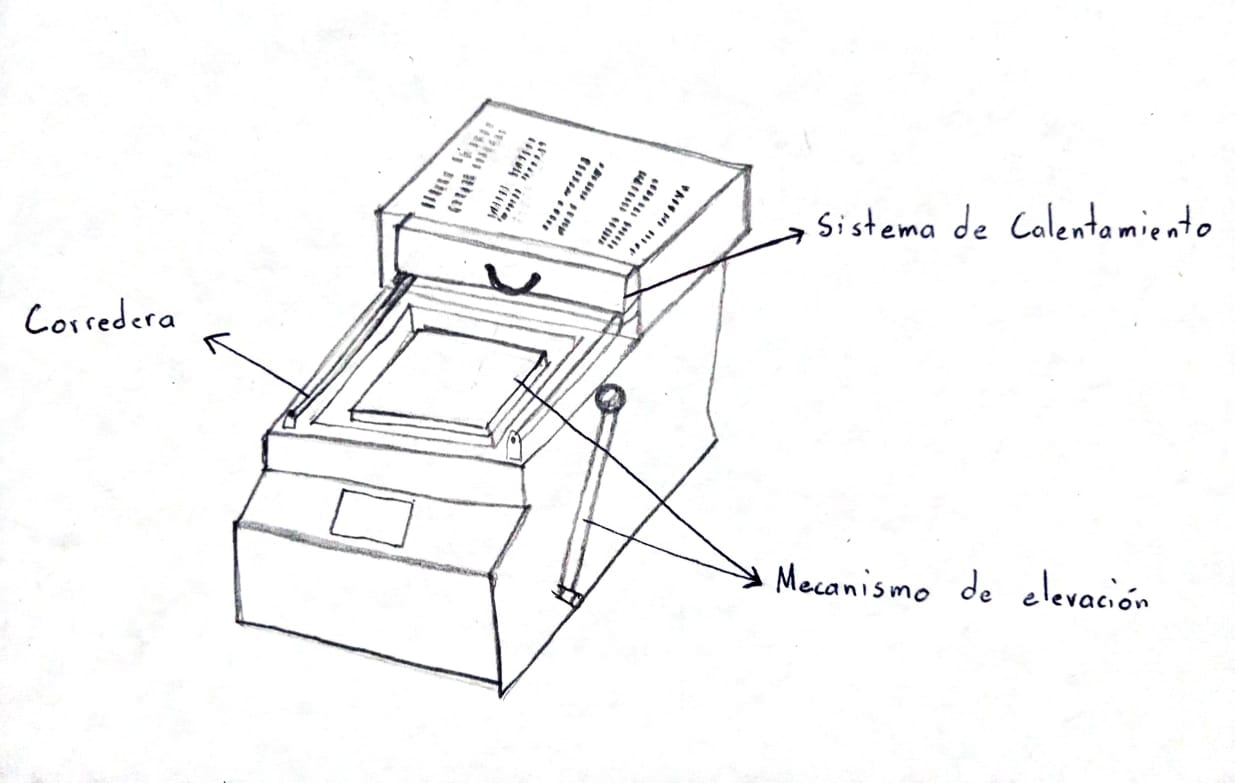 Sistema de Calentamiento
Corredera
Mecanismo de elevación